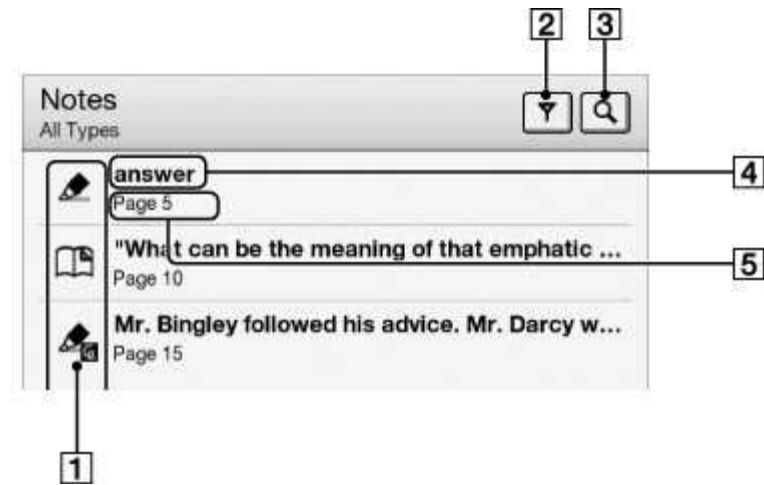 2 3
Notes
All Types
answer
4
Page 5
"What can be the meaning of that emphatic ...
5
Page 10
Mr. Bingley followed his advice. Mr. Darcy w...
Page 15
1